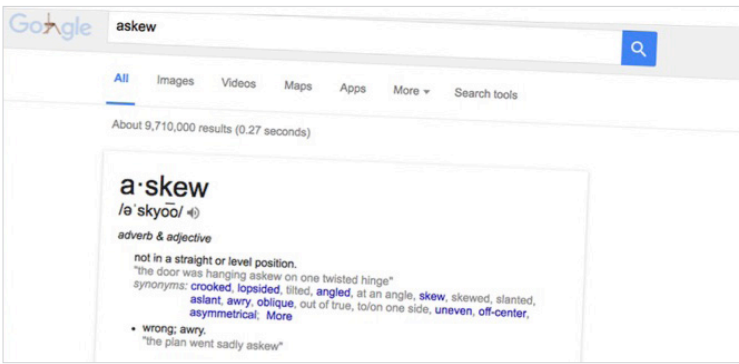 Google
askew
All Images Videos Maps Apps More Search tools
About 9,710,000 results (0.27 seconds)
a·skew
/əˈskyo͞o/
adverb & adjective
not in a straight or level position.
"the door was hanging askew on one twisted hinge"
synonyms: crooked, lopsided, tilted, angled, at an angle, skew, skewed, slanted,
aslant, awry, oblique, out of true, to/on one side, uneven, off-center,
asymmetrical; More
• wrong; awry.
"the plan went sadly askew"